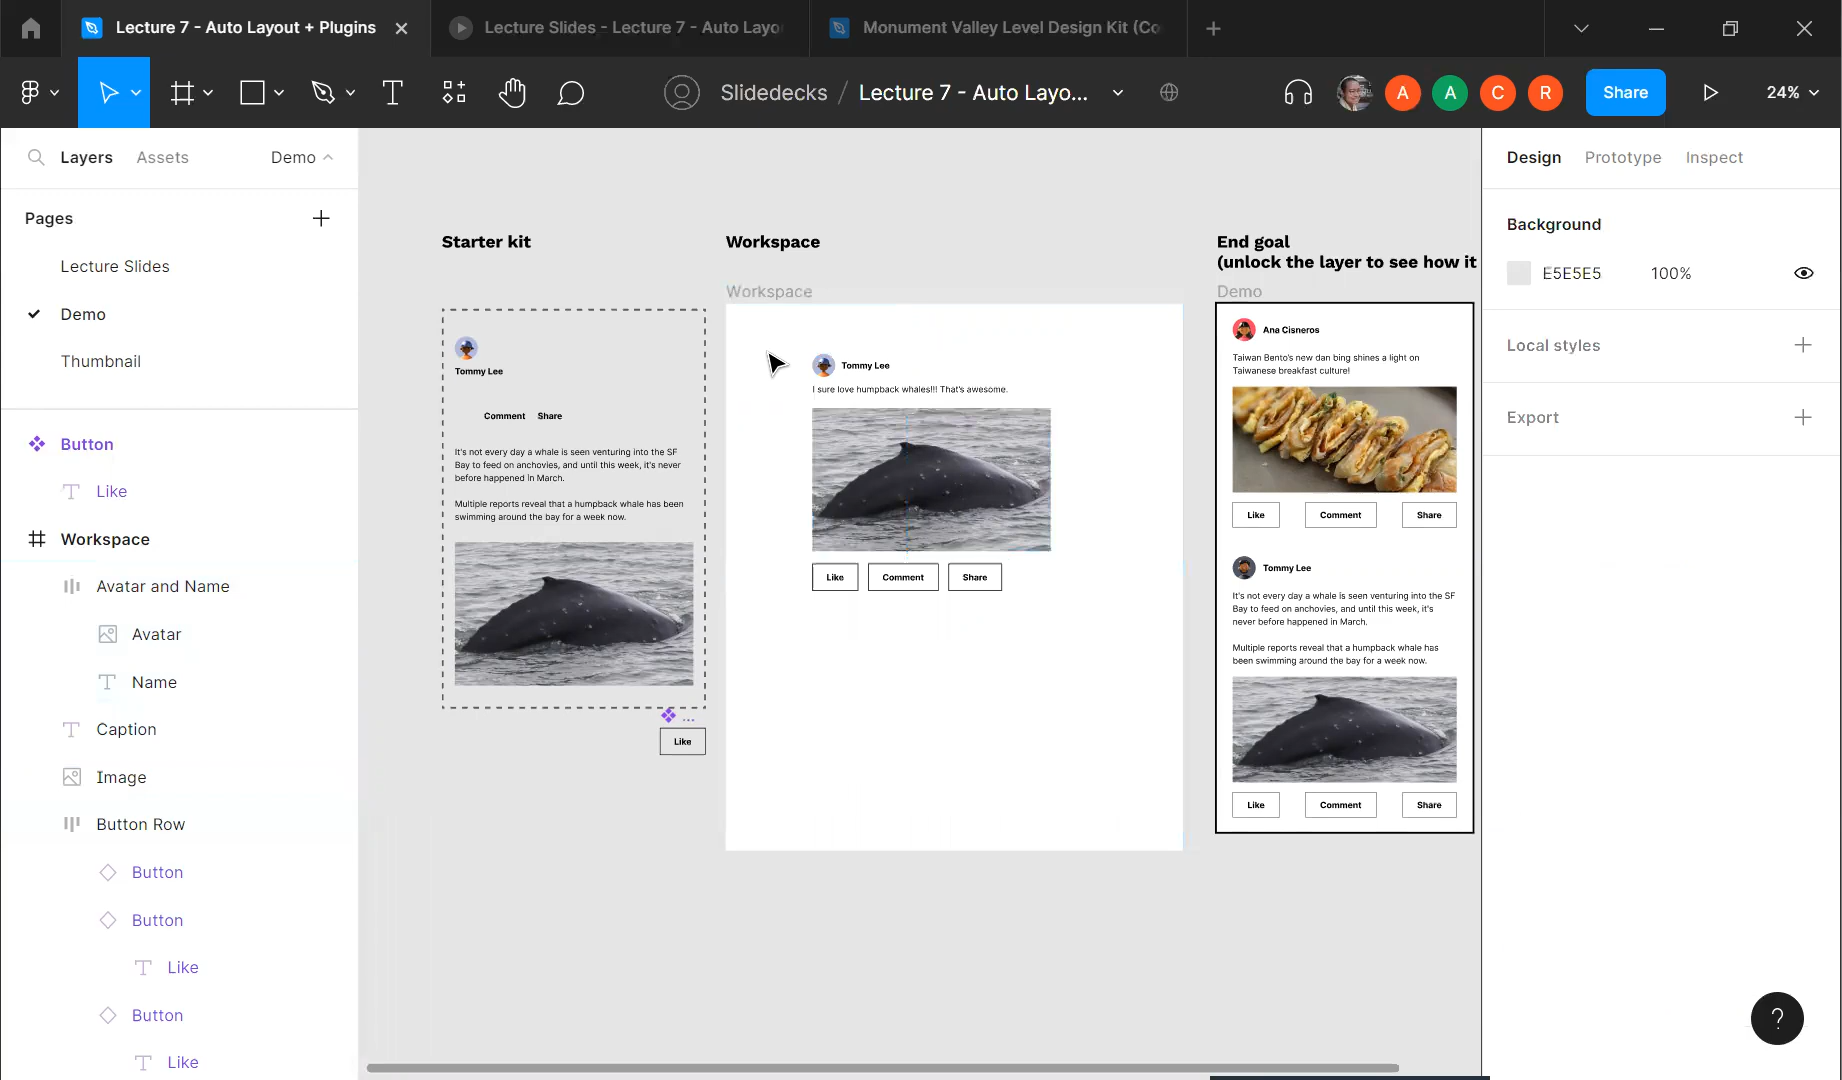 Lecture 7 - Auto Layout + Plugins
Lecture Slides - Lecture 7 - Auto Layo
Monument Valley Level Design Kit (Co
Slidedecks / Lecture 7 - Auto Layo...
A
A
C
R
Share
24%
Layers
Assets
Demo
Pages
Lecture Slides
Demo
Thumbnail
Button
Like
Workspace
Avatar and Name
Avatar
Name
Caption
Image
Button Row
Button
Button
Like
Button
Like
Starter kit
Tommy Lee
Comment
Share
It's not every day a whale is seen venturing into the SF
Bay to feed on anchovies, and until this week, it's never
before happened in March.
Multiple reports reveal that a humpback whale has been
swimming around the bay for a week now.
...
Like
Workspace
Workspace
Tommy Lee
I sure love humpback whales!!! That's awesome.
Like
Comment
Share
End goal
(unlock the layer to see how it
Demo
Ana Cisneros
Taiwan Bento's new dan bing shines a light on
Taiwanese breakfast culture!
Like
Comment
Share
Tommy Lee
It's not every day a whale is seen venturing into the SF
Bay to feed on anchovies, and until this week, it's
never before happened in March.
Multiple reports reveal that a humpback whale has
been swimming around the bay for a week now.
Like
Comment
Share
Design
Prototype
Inspect
Background
E5E5E5
100%
Local styles
Export
?